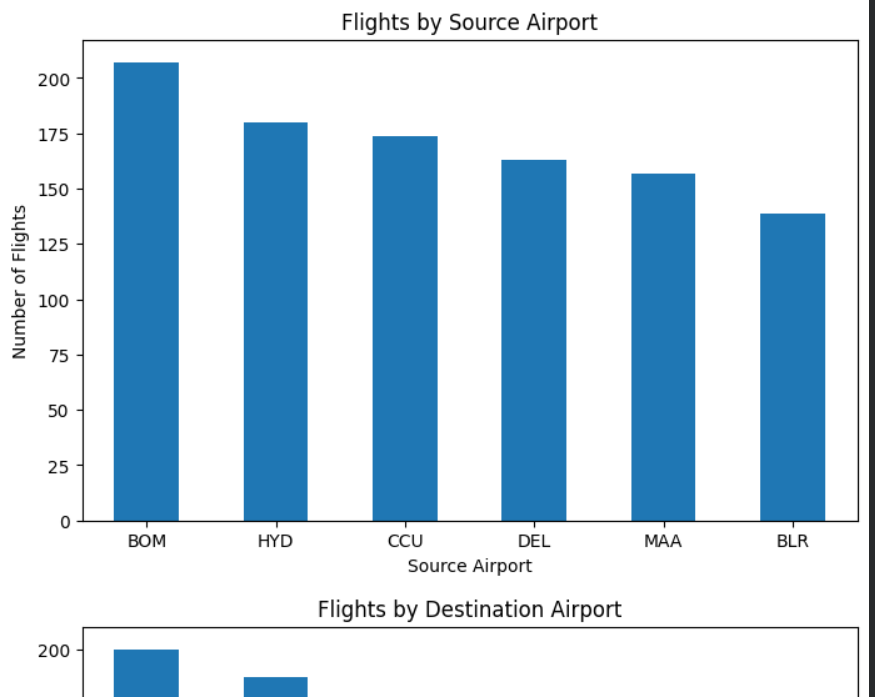 Flights by Source Airport
200
175
150
125
100
75
50
25
0
Number of Flights
BOM HYD CCU DEL MAA BLR
Source Airport
Flights by Destination Airport
200